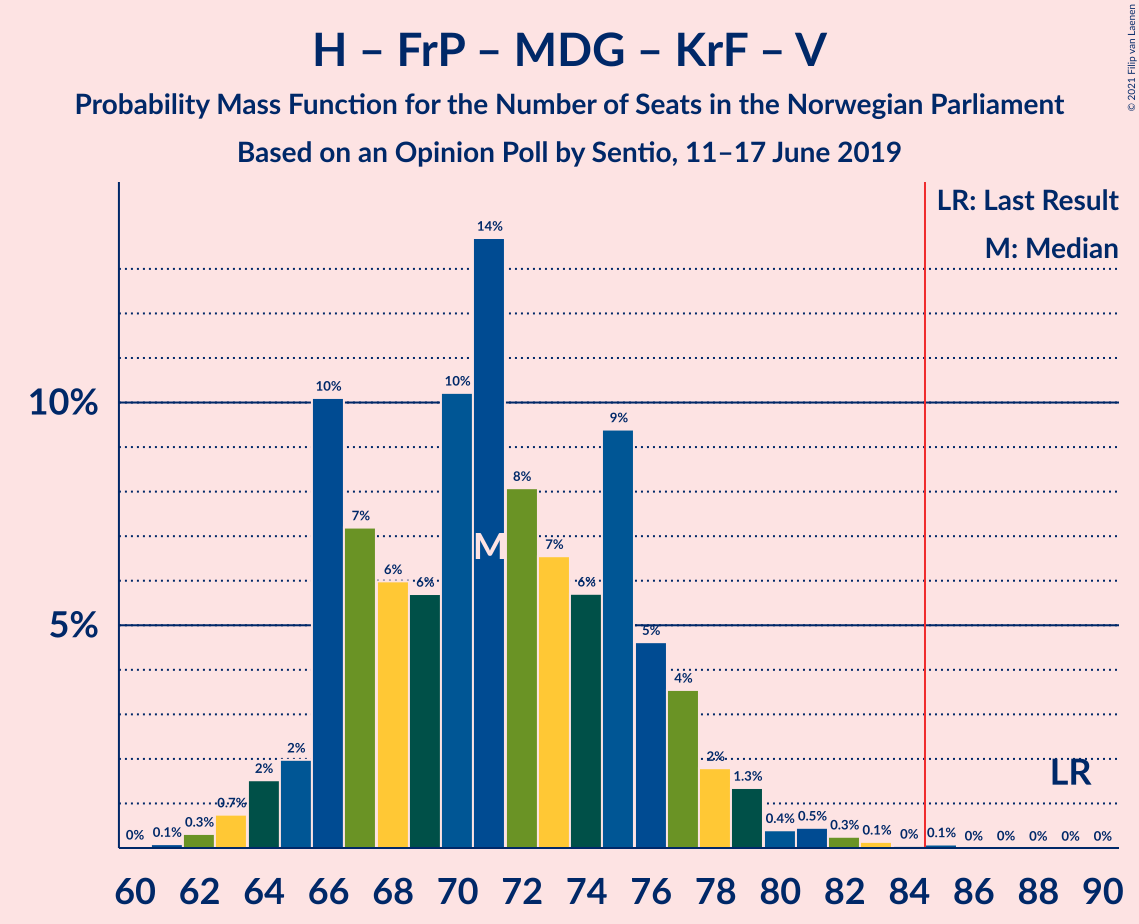 © 2021 Filip van Laenen
H – FrP – MDG – KrF – V
Probability Mass Function for the Number of Seats in the Norwegian Parliament
Based on an Opinion Poll by Sentio, 11–17 June 2019
LR: Last Result
M: Median
10%
5%
0% 0.1% 0.3% 0.7% 2% 2% 10% 7% 6% 6% 10% 14% 8% 7% 6% 9% 5% 4% 2% 1.3% 0.4% 0.5% 0.3% 0.1% 0% 0.1% 0% 0% 0% 0% 0%
M
LR
60 62 64 66 68 70 72 74 76 78 80 82 84 86 88 90